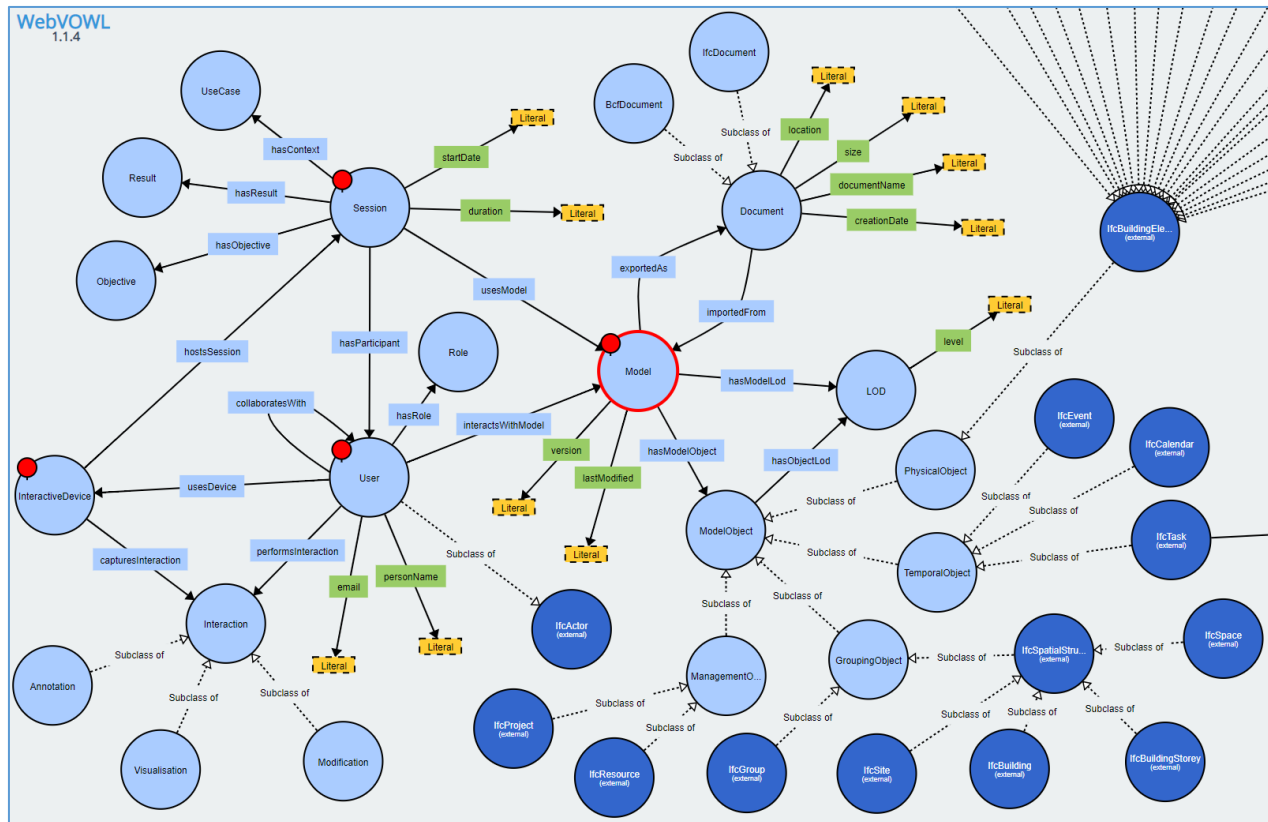 WebVOWL
1.1.4
IfcDocument
UseCase
BcfDocument
Literal
Literal
Literal
location
Subclass of
hasContext
startDate
size
Subclass of
Literal
Result
hasResult
documentName
Session
duration
Literal
Document
creationDate
Literal
IfcBuildingEle...
(external)
hasObjective
Objective
exportedAs
usesModel
importedFrom
Literal
hostsSession
hasParticipant
Role
level
Subclass of
Model
hasModelLod
LOD
collaboratesWith
hasRole
interactsWithModel
IfcEvent
(external)
IfcCalendar
(external)
version
hasModelObject
hasObjectLod
PhysicalObject
lastModified
User
usesDevice
InteractiveDevice
Subclass of
Subclass of
Subclass of
Literal
ModelObject
IfcTask
(external)
capturesInteraction
performsInteraction
Subclass of
Literal
Subclass of
Subclass of
TemporalObject
personName
email
Subclass of
Interaction
IfcActor
(external)
Subclass of
IfcSpace
(external)
Literal
Literal
Subclass of
GroupingObject
Subclass of
IfcSpatialStru...
(external)
Subclass of
Annotation
ManagementO...
Subclass of
Subclass of
Subclass of
Subclass of
Subclass of
Subclass of
Subclass of
Subclass of
IfcProject
(external)
Visualisation
Modification
IfcResource
(external)
IfcGroup
(external)
IfcSite
(external)
IfcBuilding
(external)
IfcBuildingStorey
(external)